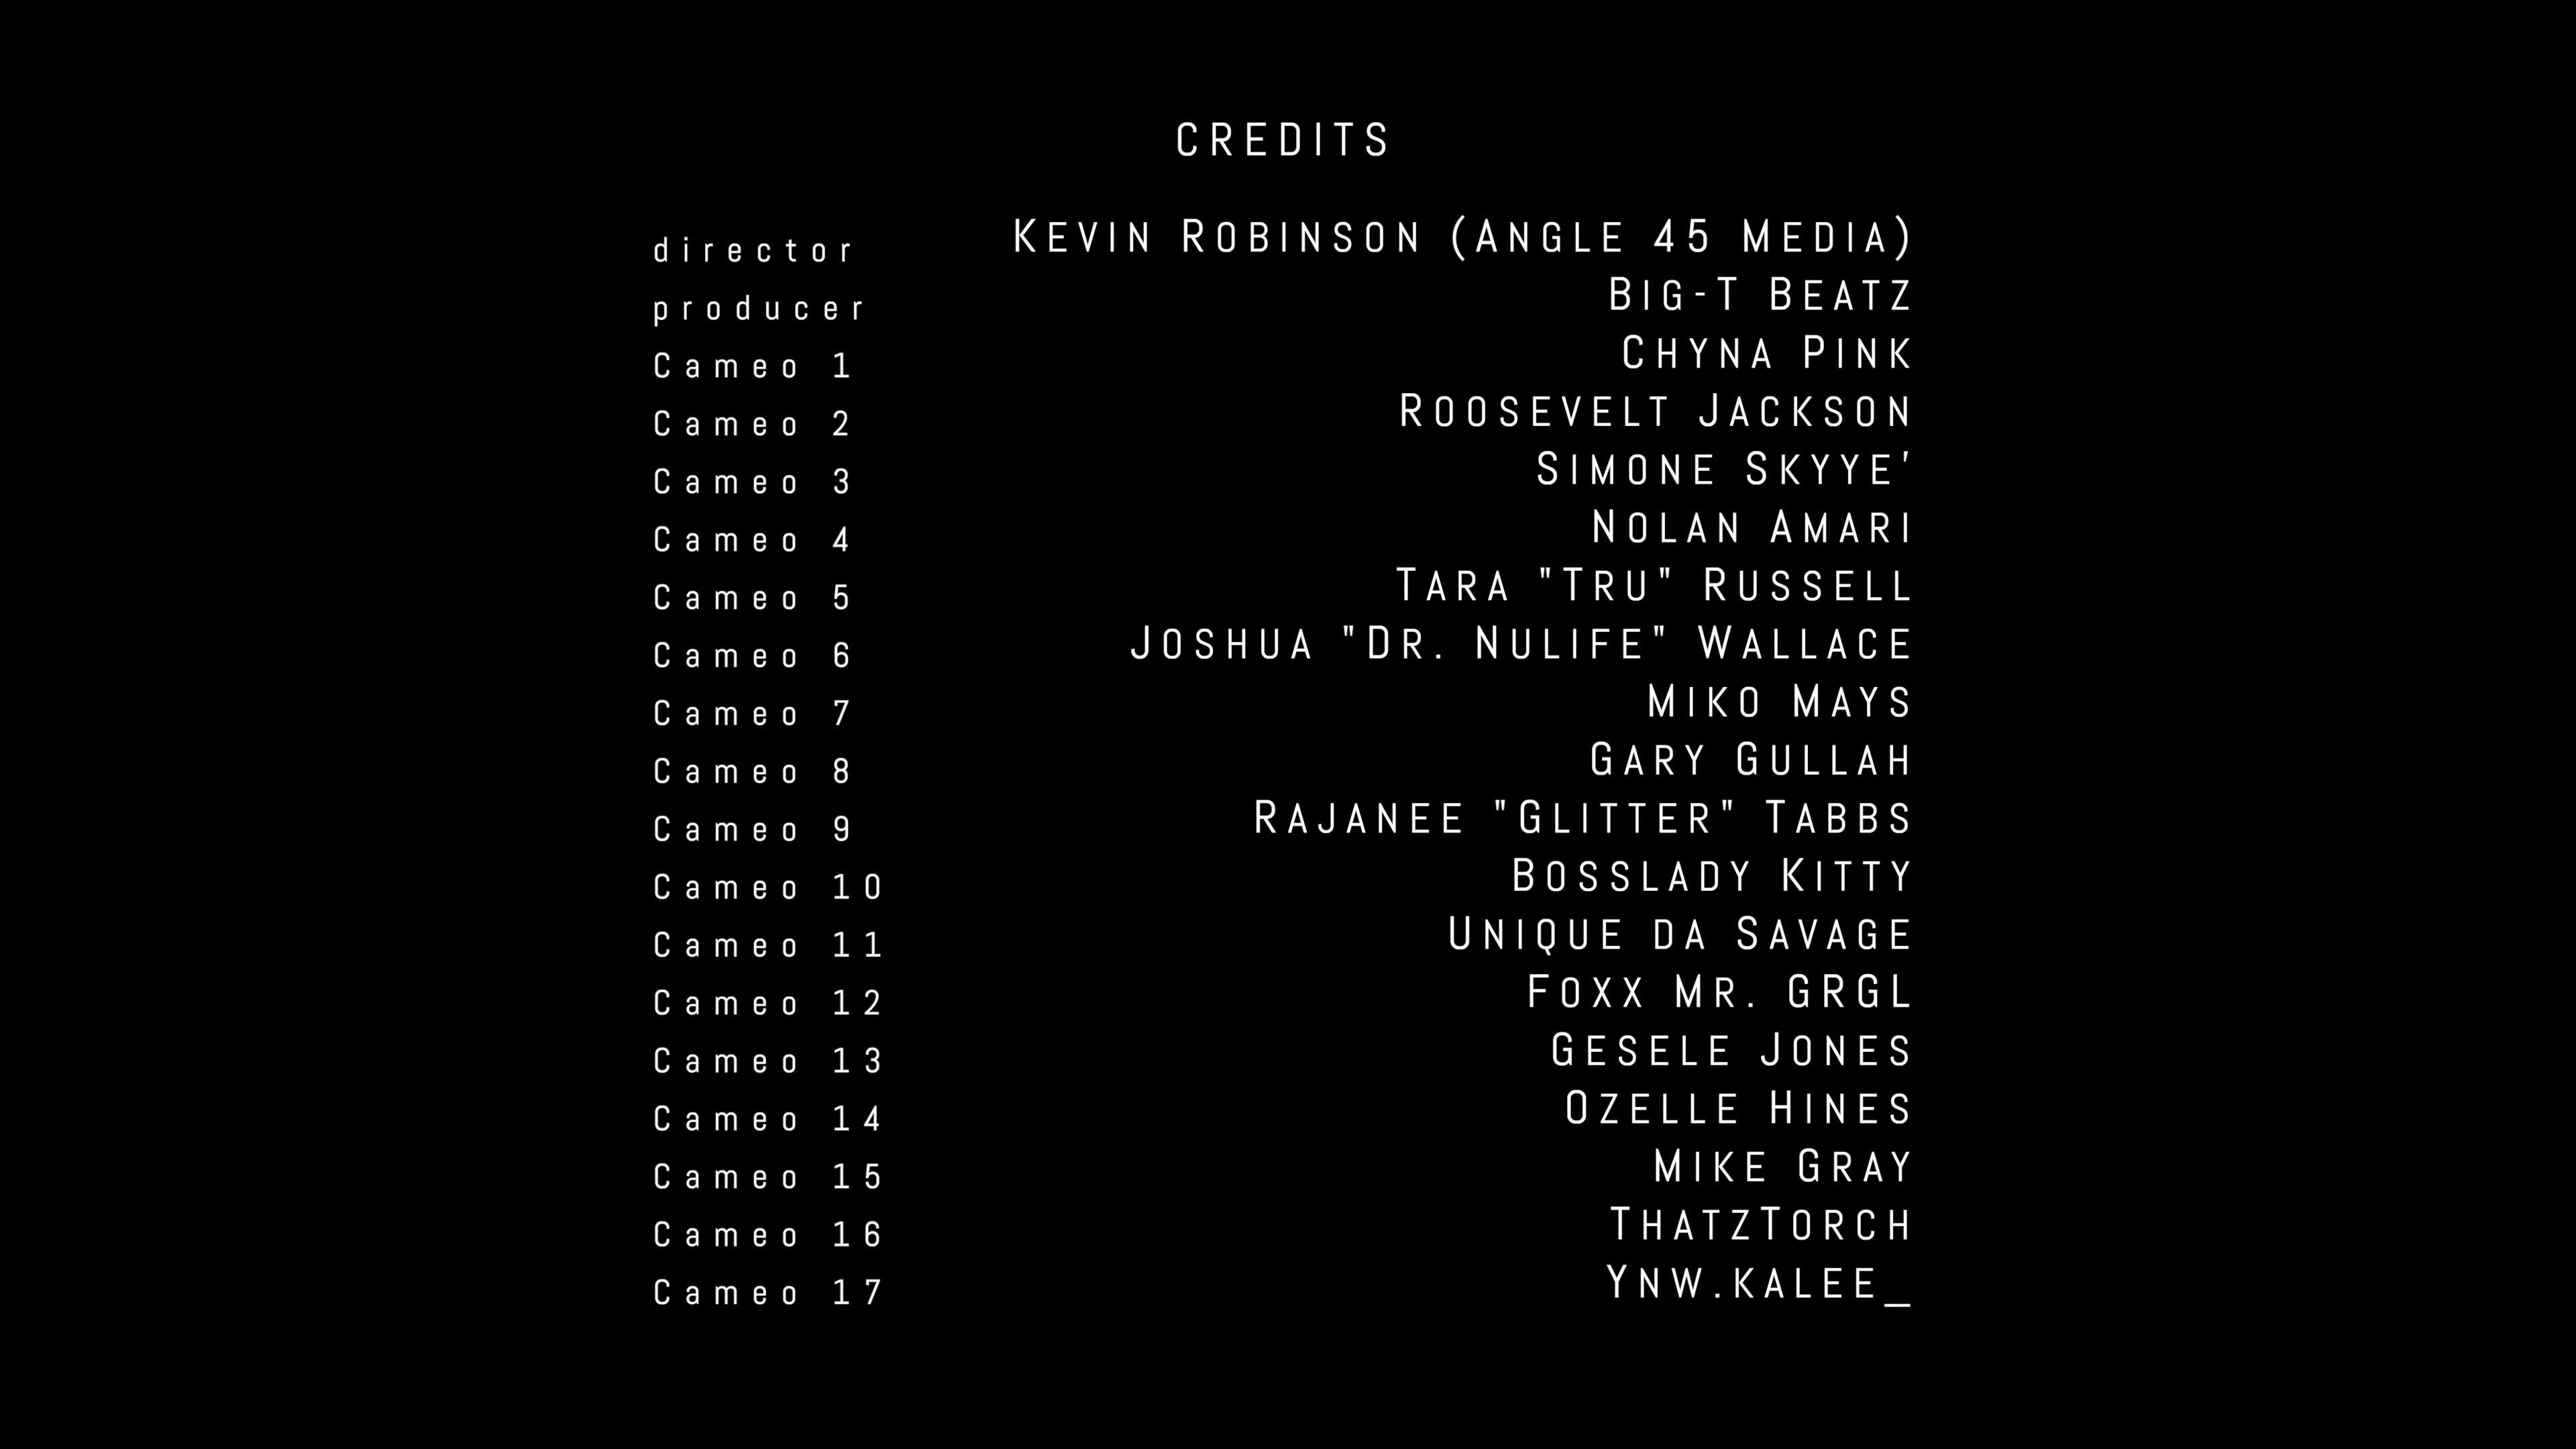 CREDITS
director Kevin Robinson (Angle 45 Media)
producer Big-T Beatz
Cameo 1 Chyna Pink
Cameo 2 Roosevelt Jackson
Cameo 3 Simone Skyye'
Cameo 4 Nolan Amari
Cameo 5 Tara "Tru" Russell
Cameo 6 Joshua "Dr. Nulife" Wallace
Cameo 7 Miko Mays
Cameo 8 Gary Gullah
Cameo 9 Rajanee "Glitter" Tabbs
Cameo 10 Bosslady Kitty
Cameo 11 Unique da Savage
Cameo 12 Foxx Mr. GRGL
Cameo 13 Gesele Jones
Cameo 14 Ozelle Hines
Cameo 15 Mike Gray
Cameo 16 ThatzTorch
Cameo 17 Ynw.kalee_